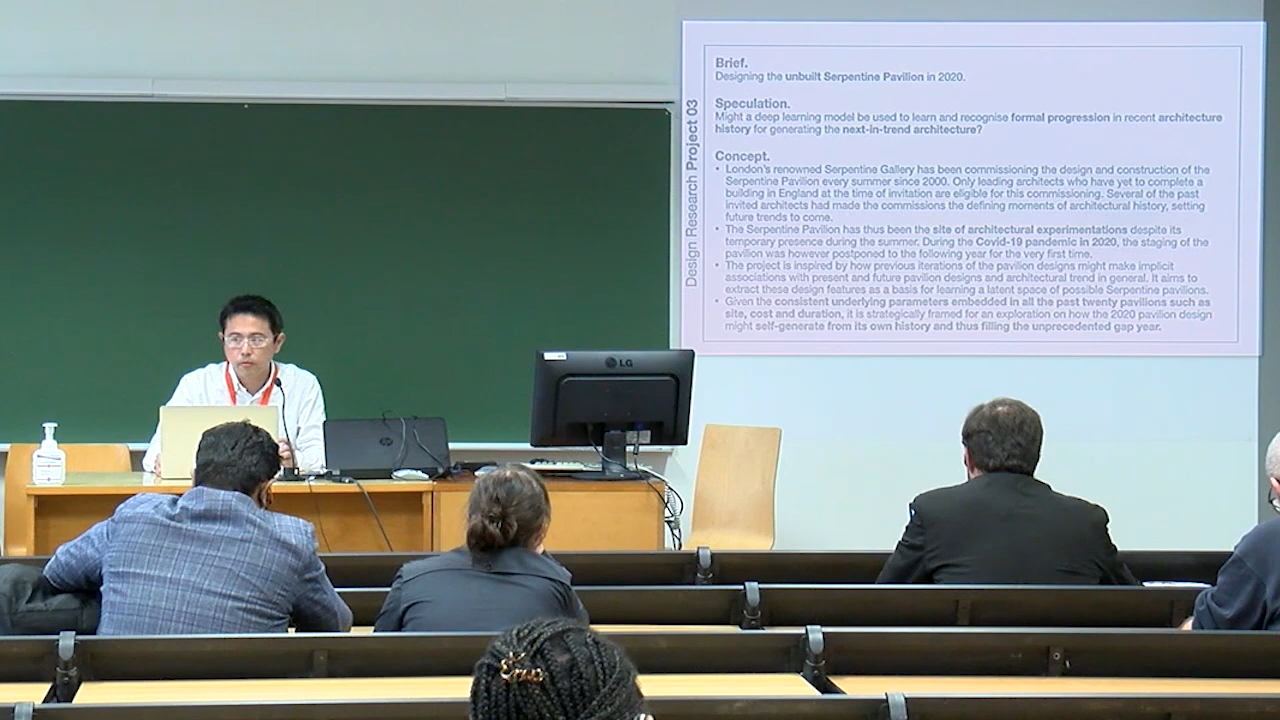 Design Research Project 03
Brief.
Designing the unbuilt Serpentine Pavilion in 2020.
Speculation.
Might a deep learning model be used to learn and recognise formal progression in recent architecture
history for generating the next-in-trend architecture?
Concept.
• London's renowned Serpentine Gallery has been commissioning the design and construction of the
Serpentine Pavilion every summer since 2000. Only leading architects who have yet to complete a
building in England at the time of invitation are eligible for this commissioning. Several of the past
invited architects had made the commissions the defining moments of architectural history, setting
future trends to come.
• The Serpentine Pavilion has thus been the site of architectural experimentations despite its
temporary presence during the summer. During the Covid-19 pandemic in 2020, the staging of the
pavilion was however postponed to the following year for the very first time.
• The project is inspired by how previous iterations of the pavilion designs might make implicit
associations with present and future pavilion designs and architectural trend in general. It aims to
extract these design features as a basis for learning a latent space of possible Serpentine pavilions.
• Given the consistent underlying parameters embedded in all the past twenty pavilions such as
site, cost and duration, it is strategically framed for an exploration on how the 2020 pavilion design
might self-generate from its own history and thus filling the unprecedented gap year.
LG
hp